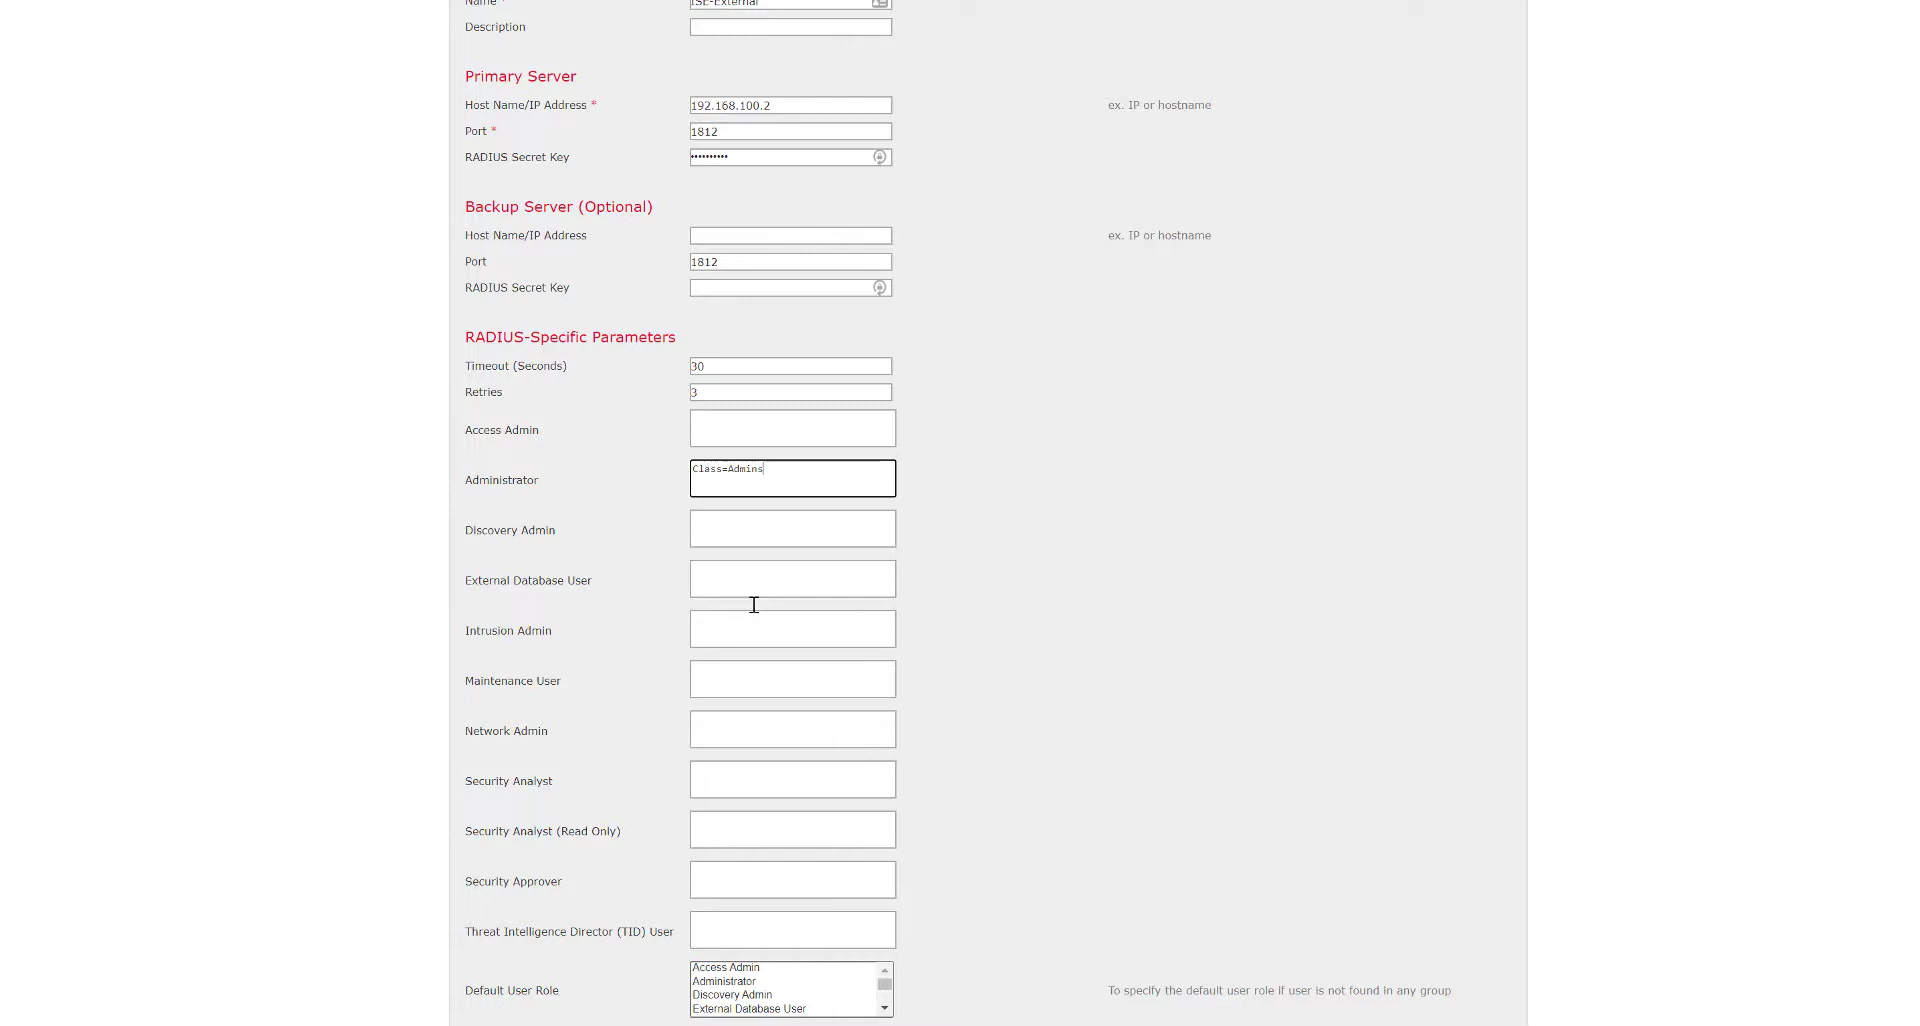 Name *
ISE-External
Description
Primary Server
Host Name/IP Address *
192.168.100.2
ex. IP or hostname
Port *
1812
RADIUS Secret Key
••••••••••
Backup Server (Optional)
Host Name/IP Address
ex. IP or hostname
Port
1812
RADIUS Secret Key
RADIUS-Specific Parameters
Timeout (Seconds)
30
Retries
3
Access Admin
Administrator
Class=Admins
Discovery Admin
External Database User
Intrusion Admin
Maintenance User
Network Admin
Security Analyst
Security Analyst (Read Only)
Security Approver
Threat Intelligence Director (TID) User
Default User Role
Access Admin
Administrator
Discovery Admin
External Database User
To specify the default user role if user is not found in any group